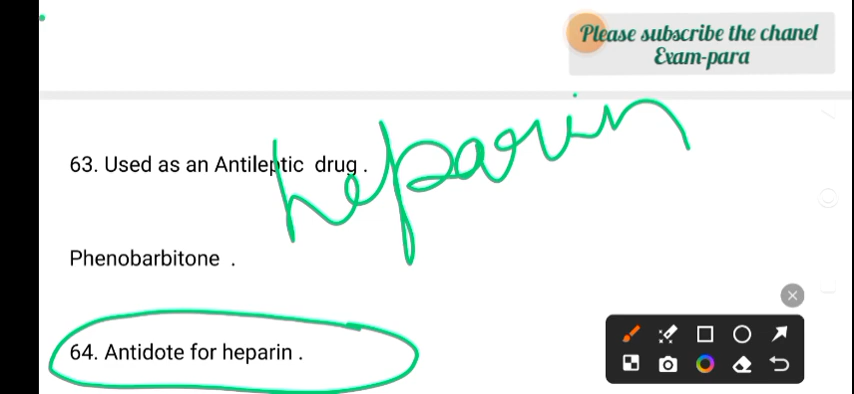 Please subscribe the chanel
Exam-para
heparin
63. Used as an Antileptic drug .
Phenobarbitone .
64. Antidote for heparin .